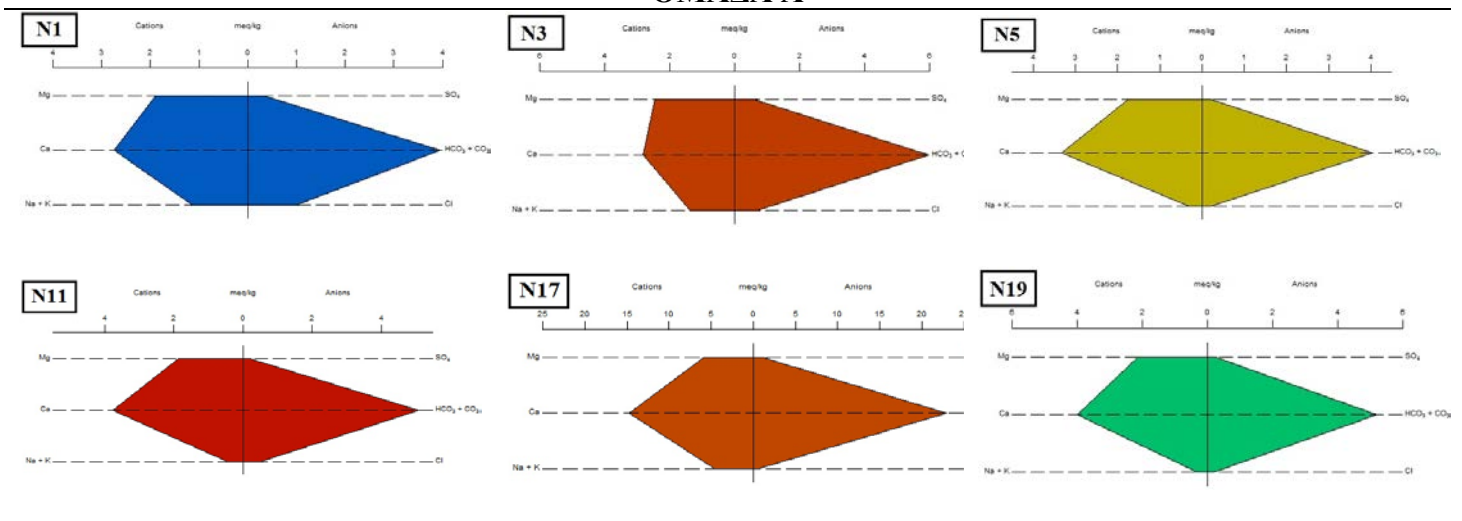 ΟΜΑΔΑ Α
N1
Cations meq/kg Anions
4 3 2 1 0 1 2 3 4
Mg SO₄
Ca HCO₃ + CO₃
Na + K Cl
N3
Cations meq/kg Anions
6 4 2 0 2 4 6
Mg SO₄
Ca HCO₃ + C
Na + K Cl
N5
Cations meq/kg Anions
4 3 2 1 0 1 2 3 4
Mg SO₄
Ca HCO₃ + CO₃
Na + K Cl
N11
Cations meq/kg Anions
4 2 0 2 4
Mg SO₄
Ca HCO₃ + CO₃
Na + K Cl
N17
Cations meq/kg Anions
25 20 15 10 5 0 5 10 15 20 2
Mg
Ca
Na + K
N19
Cations meq/kg Anions
6 4 2 0 2 4 6
Mg SO₄
Ca HCO₃ + CO₃
Na + K Cl